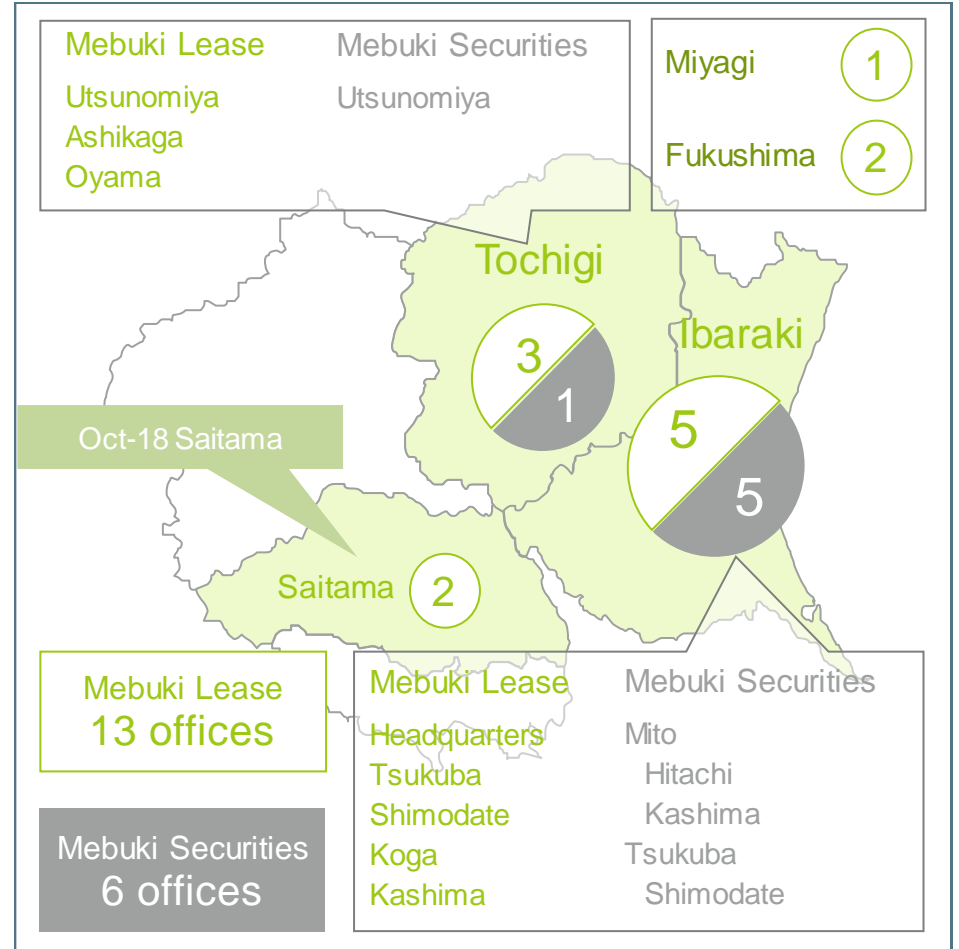 Mebuki Lease
Utsunomiya
Ashikaga
Oyama
Mebuki Securities
Utsunomiya
Miyagi 1
Fukushima 2
Tochigi
3
1
Ibaraki
5
5
Oct-18 Saitama
Saitama 2
Mebuki Lease
13 offices
Mebuki Securities
6 offices
Mebuki Lease
Headquarters
Tsukuba
Shimodate
Koga
Kashima
Mebuki Securities
Mito
Hitachi
Kashima
Tsukuba
Shimodate